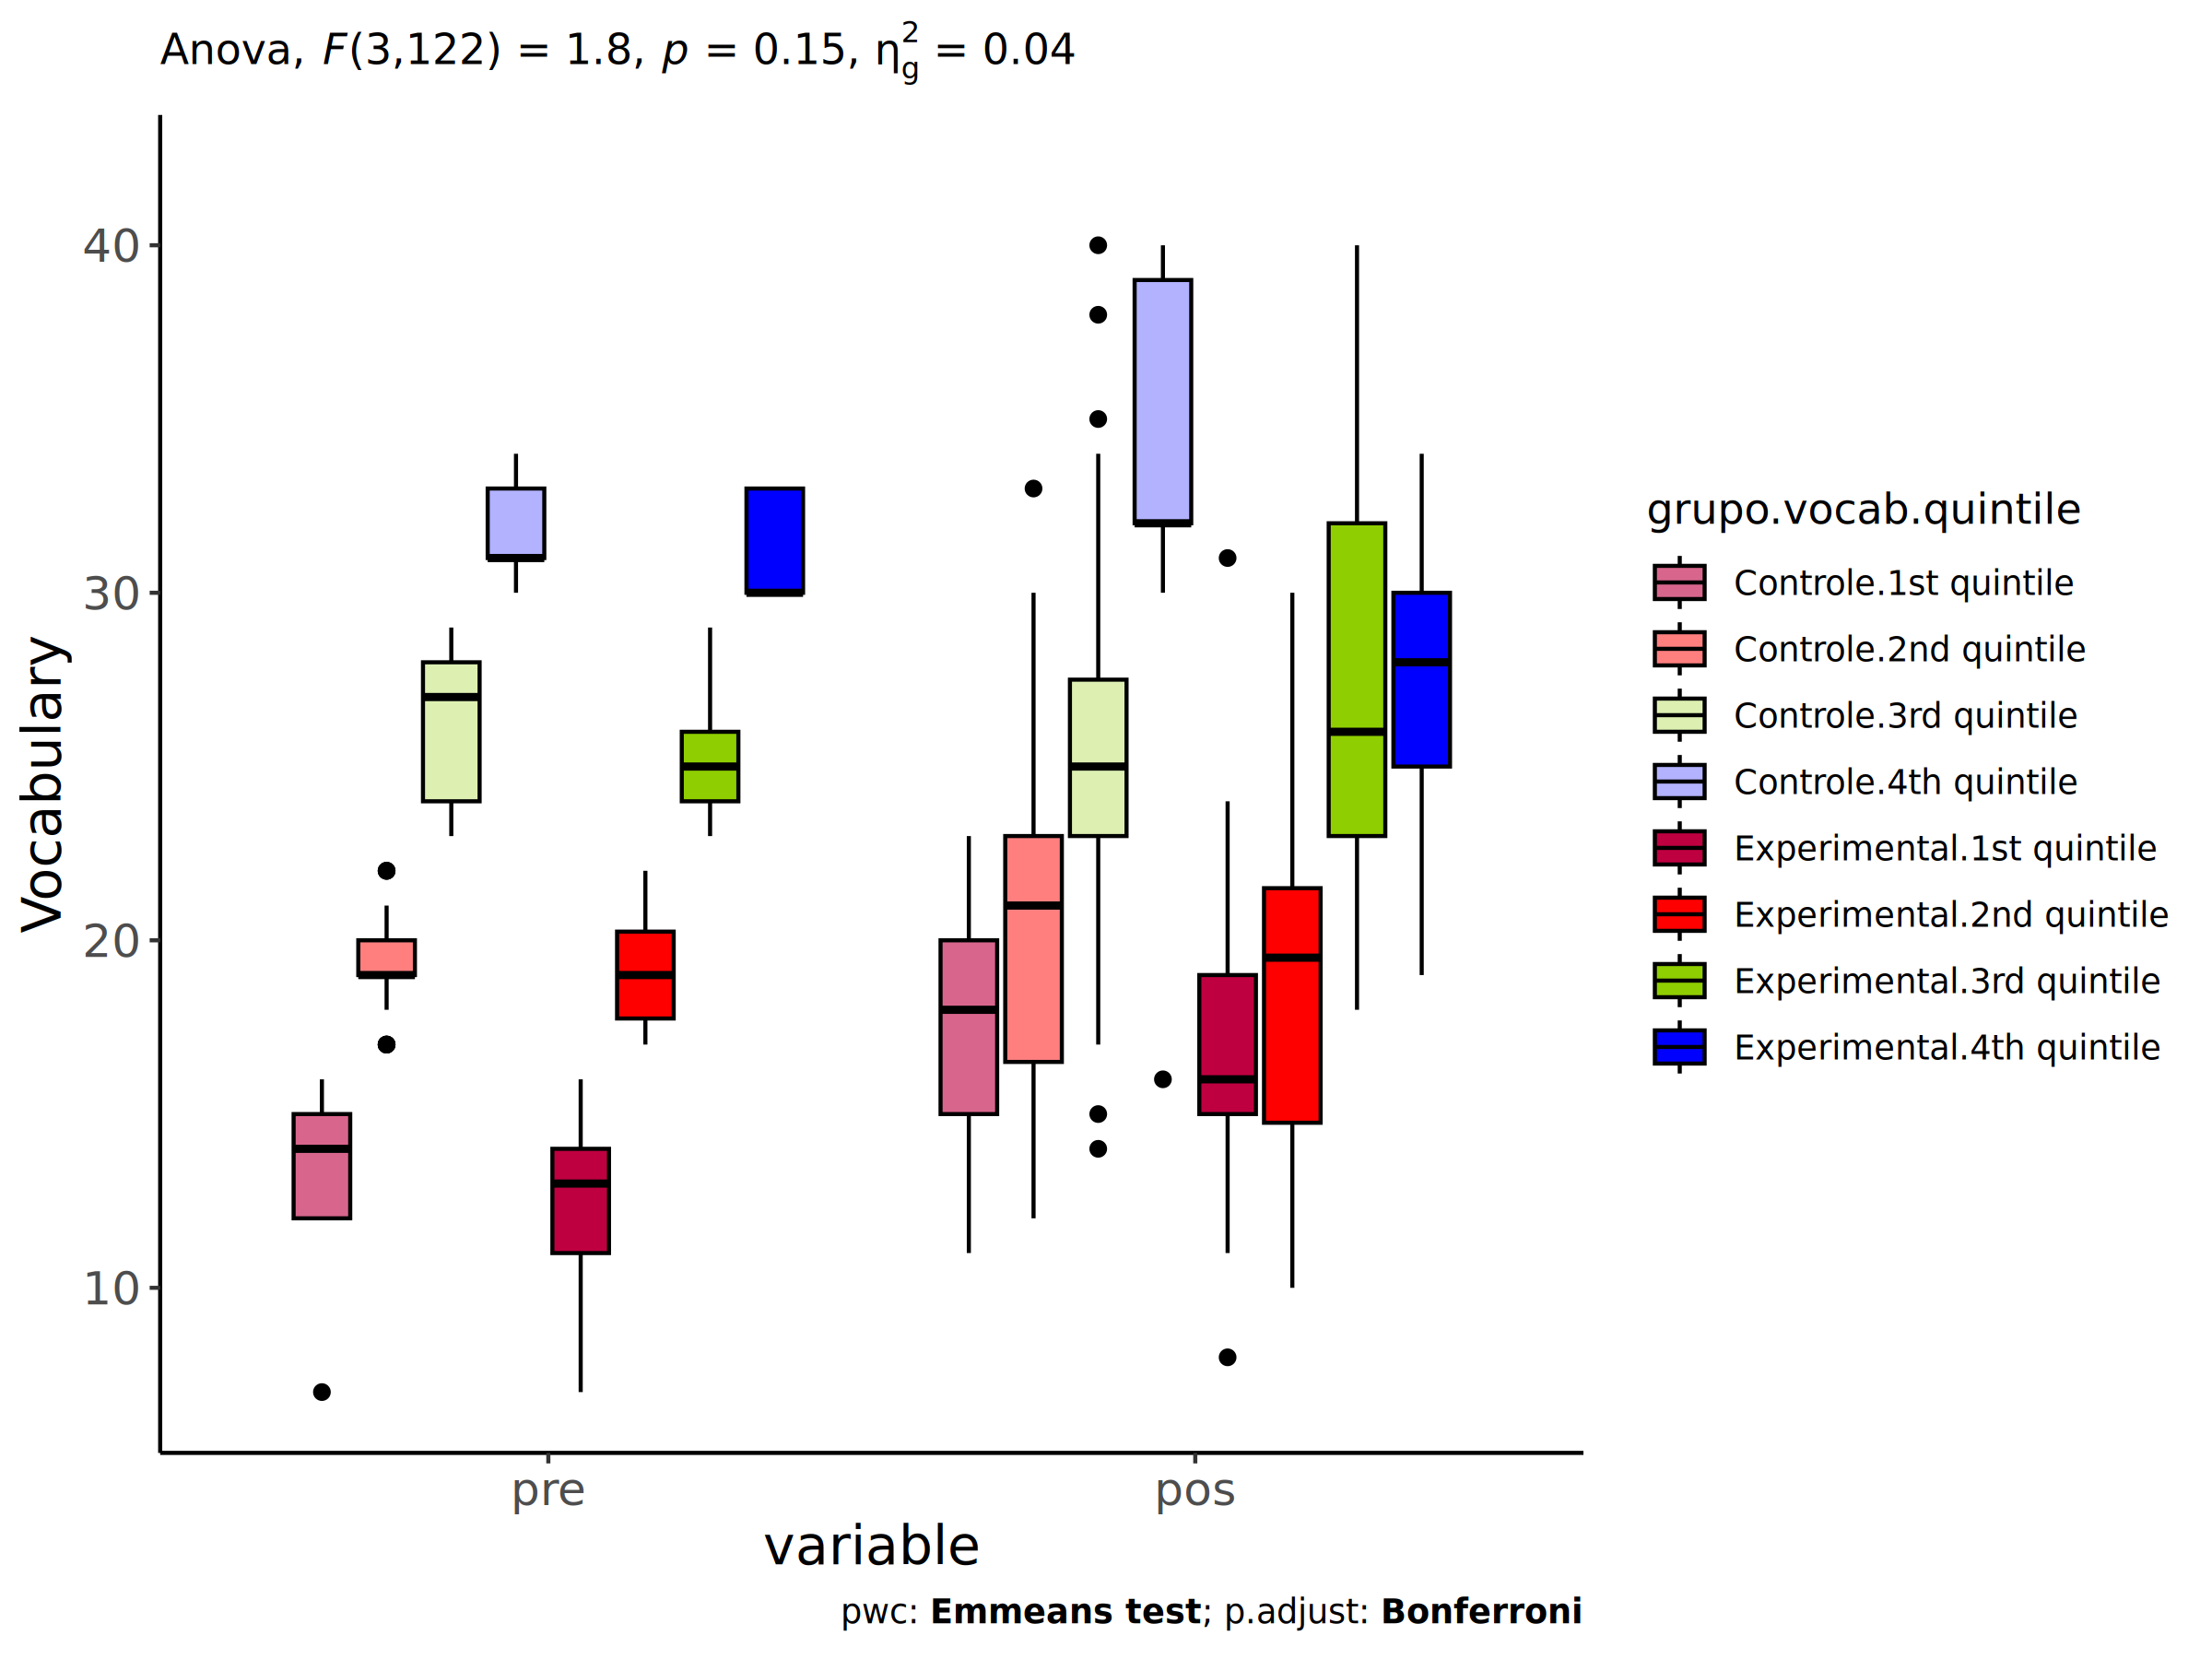 Anova, F(3,122) = 1.8, p = 0.15, η²g = 0.04
40
30
20
10
Vocabulary
pre
pos
variable
pwc: Emmeans test; p.adjust: Bonferroni
grupo.vocab.quintile
Controle.1st quintile
Controle.2nd quintile
Controle.3rd quintile
Controle.4th quintile
Experimental.1st quintile
Experimental.2nd quintile
Experimental.3rd quintile
Experimental.4th quintile